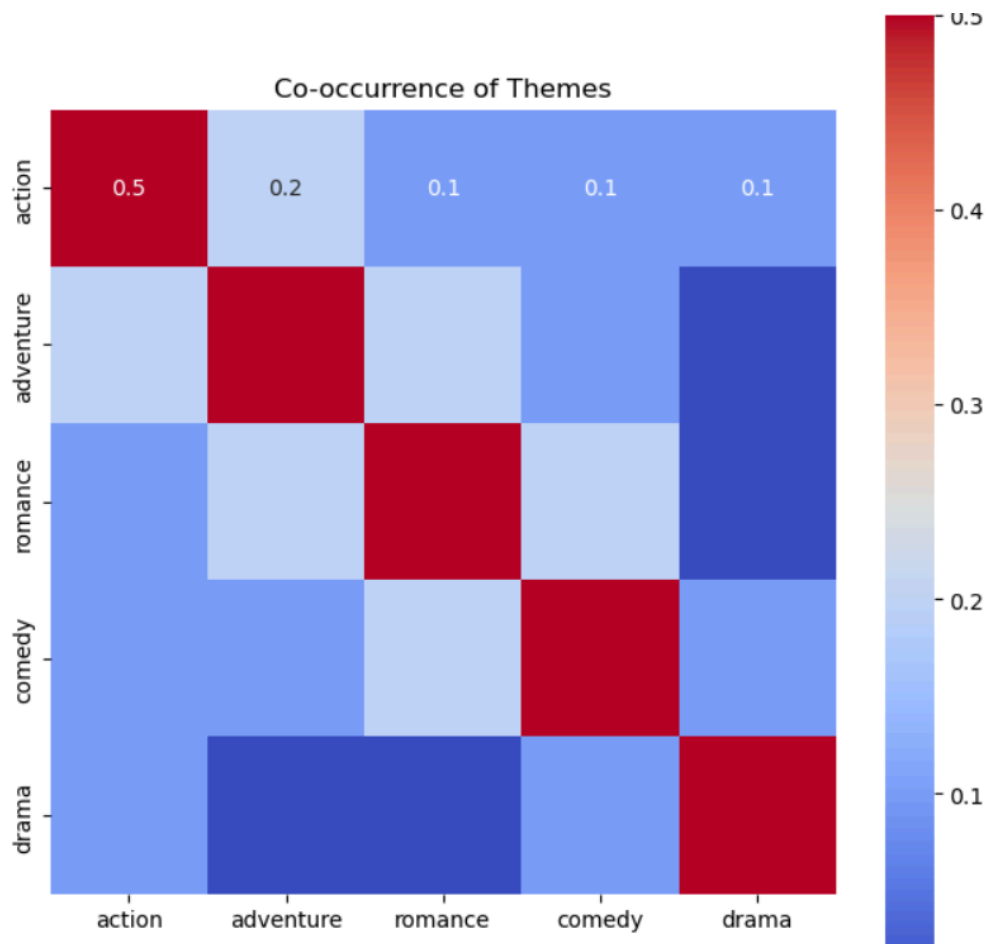 Co-occurrence of Themes
action
0.5 0.2 0.1 0.1 0.1
adventure
romance
comedy
drama
action adventure romance comedy drama
0.5
0.4
0.3
0.2
0.1